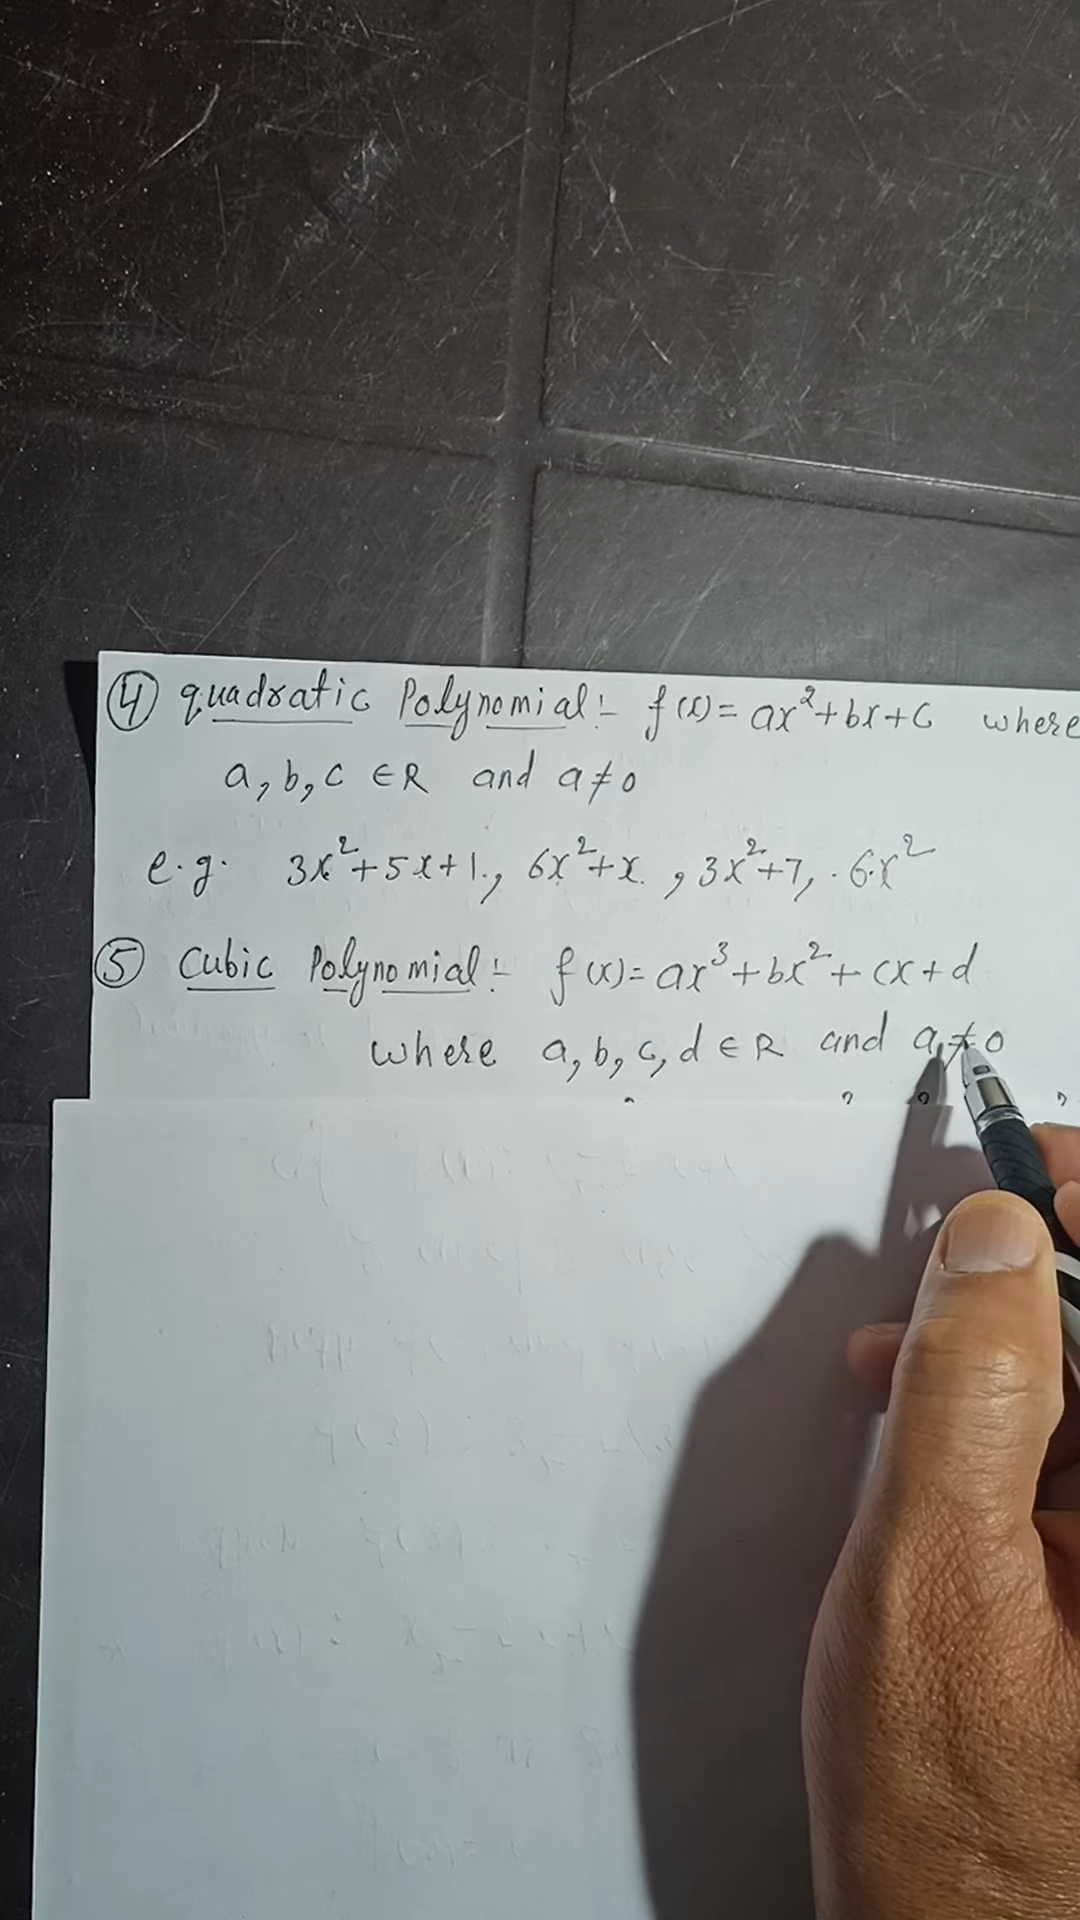 ④ quadratic Polynomial:- f(x)= ax²+bx+c where
a, b, c ∈ R and a≠0
e.g. 3x²+5x+1, 6x²+x, 3x²+7, 6x²
⑤ Cubic Polynomial:- f(x)= ax³+bx²+cx+d
where a, b, c, d ∈ R and a≠0